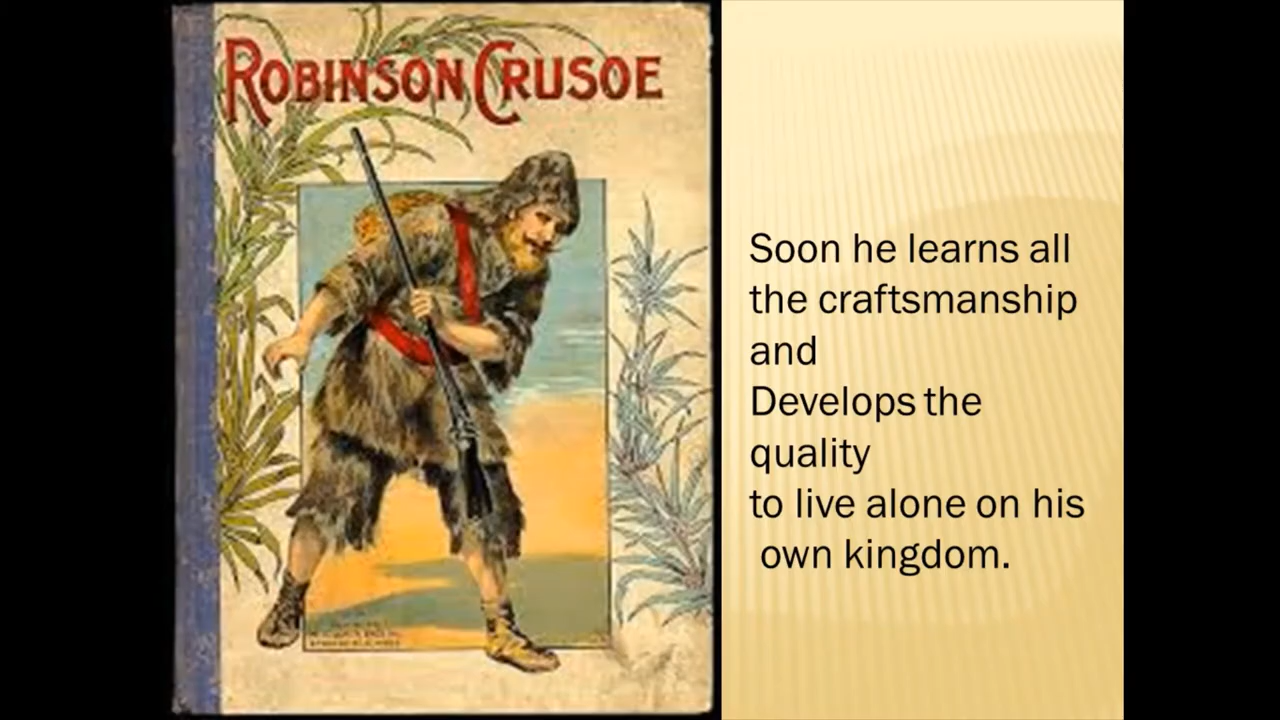 ROBINSON CRUSOE
Soon he learns all
the craftsmanship
and
Develops the
quality
to live alone on his
own kingdom.